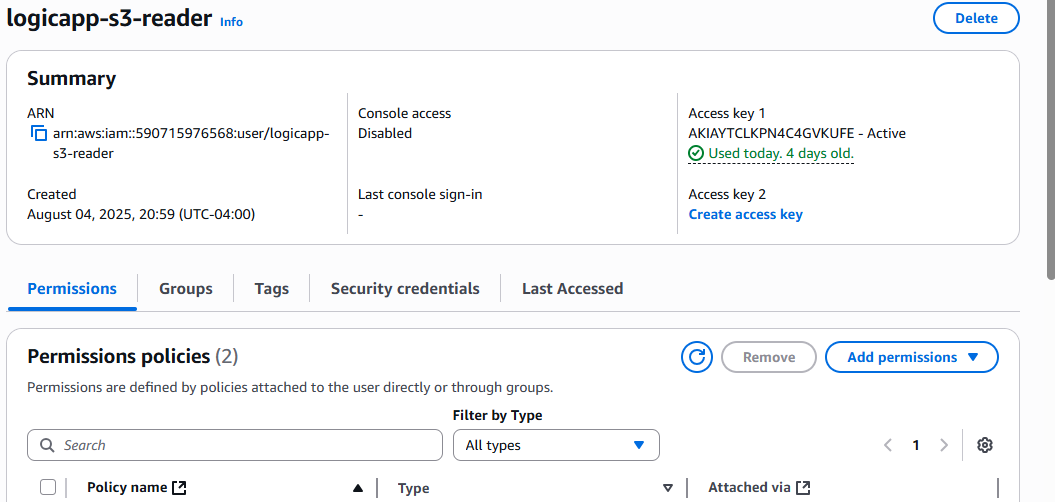 logicapp-s3-reader Info
Delete
Summary
ARN
arn:aws:iam::590715976568:user/logicapp-
s3-reader
Console access
Disabled
Access key 1
AKIAYTCLKPN4C4GVKUFE - Active
Used today. 4 days old.
Created
August 04, 2025, 20:59 (UTC-04:00)
Last console sign-in
-
Access key 2
Create access key
Permissions
Groups
Tags
Security credentials
Last Accessed
Permissions policies (2)
Remove
Add permissions
Permissions are defined by policies attached to the user directly or through groups.
Filter by Type
Search
All types
1
Policy name
Type
Attached via